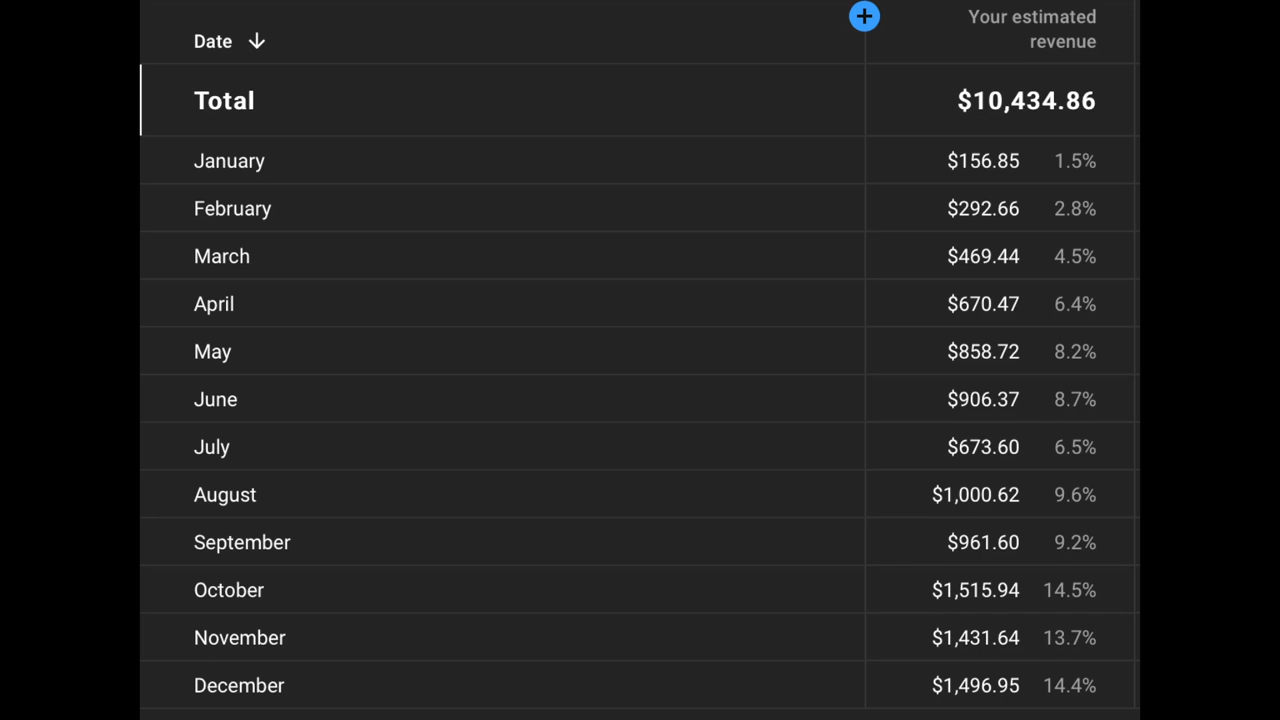 Your estimated
Date revenue
Total $10,434.86
January $156.85 1.5%
February $292.66 2.8%
March $469.44 4.5%
April $670.47 6.4%
May $858.72 8.2%
June $906.37 8.7%
July $673.60 6.5%
August $1,000.62 9.6%
September $961.60 9.2%
October $1,515.94 14.5%
November $1,431.64 13.7%
December $1,496.95 14.4%